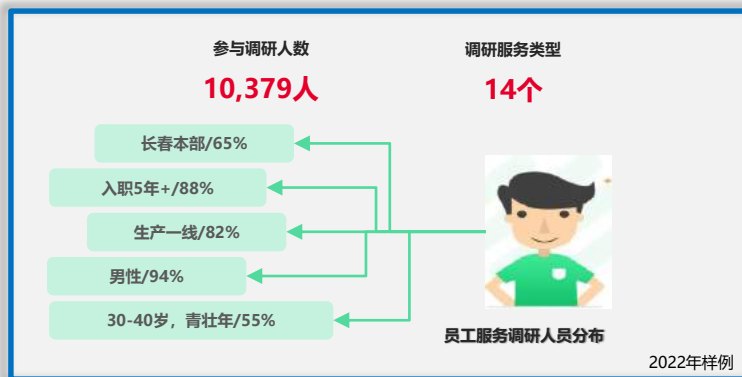 参与调研人数
调研服务类型
10,379人
14个
长春本部/65%
入职5年+/88%
生产一线/82%
男性/94%
30-40岁，青壮年/55%
员工服务调研人员分布
2022年样例